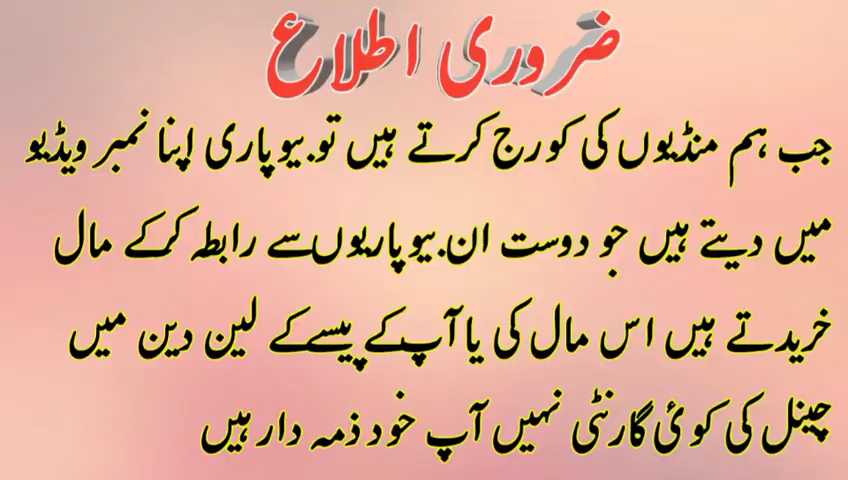 ضروری اطلاع
جب ہم منڈیوں کی کورج کرتے ہیں تو بیوپاری اپنا نمبر ویڈیو
میں دیتے ہیں جو دوست ان بیوپاریوں سے رابطہ کرکے مال
خریدتے ہیں اس مال کی یا آپ کے پیسے کے لین دین میں
چینل کی کوئ گارنٹی نہیں آپ خود ذمہ دار ہیں